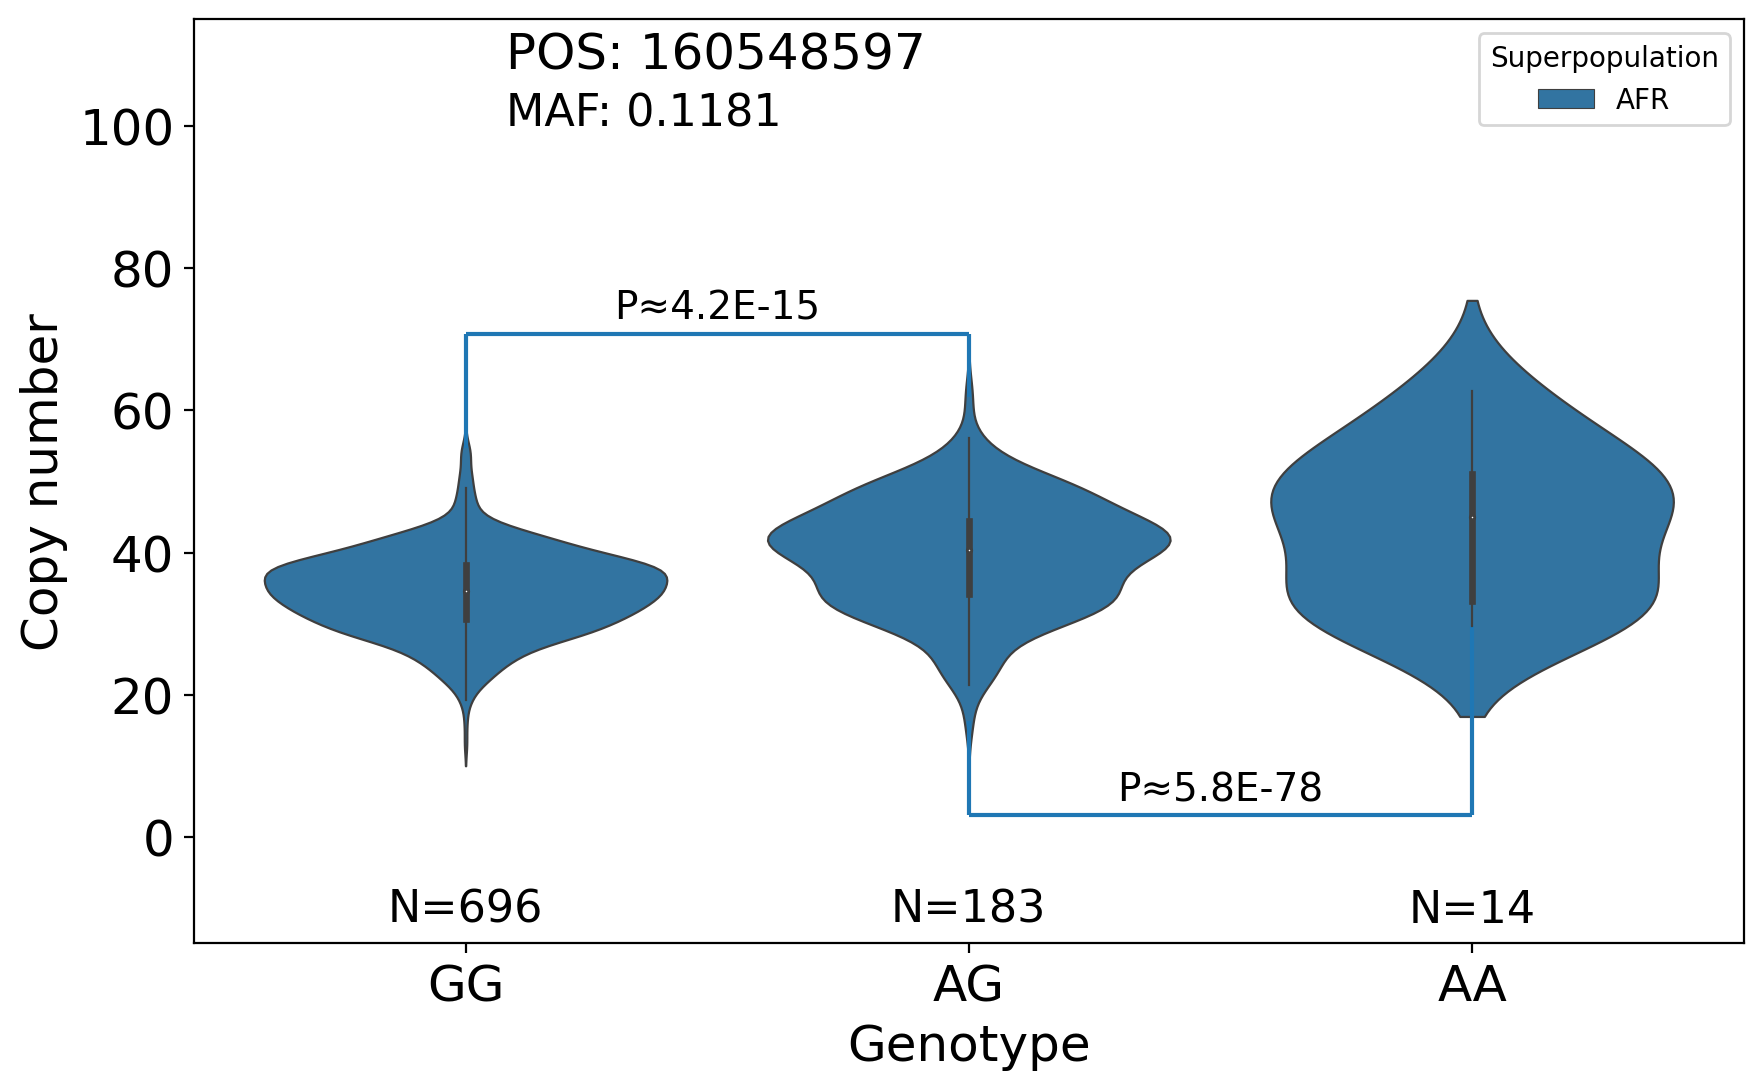 POS: 160548597
MAF: 0.1181
Superpopulation
AFR
100
80
60
40
20
0
Copy number
P≈4.2E-15
P≈5.8E-78
N=696
N=183
N=14
GG
AG
AA
Genotype